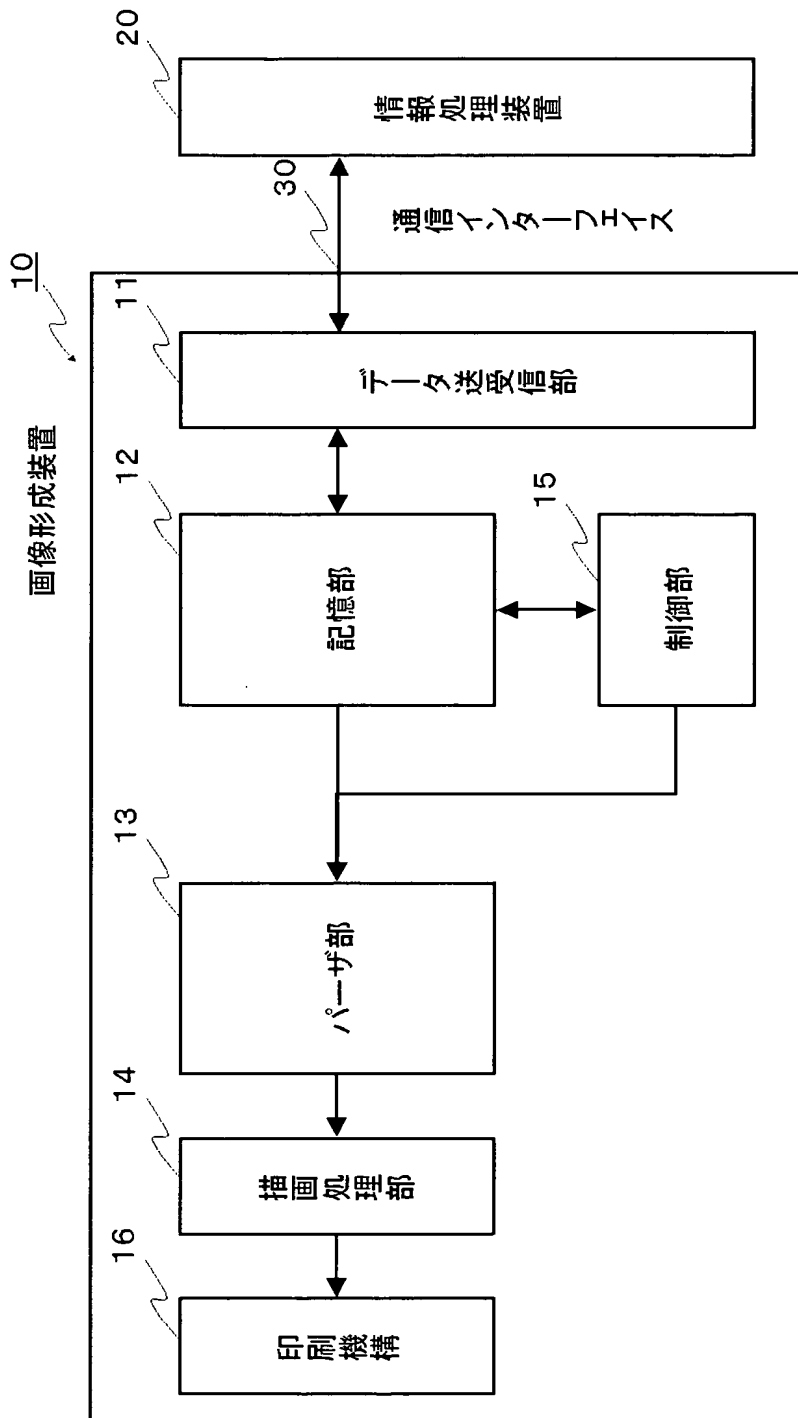 画像形成装置
10
16
印刷機構
14
描画処理部
13
パーザ部
12
記憶部
15
制御部
11
データ送受信部
30
通信インターフェイス
20
情報処理装置